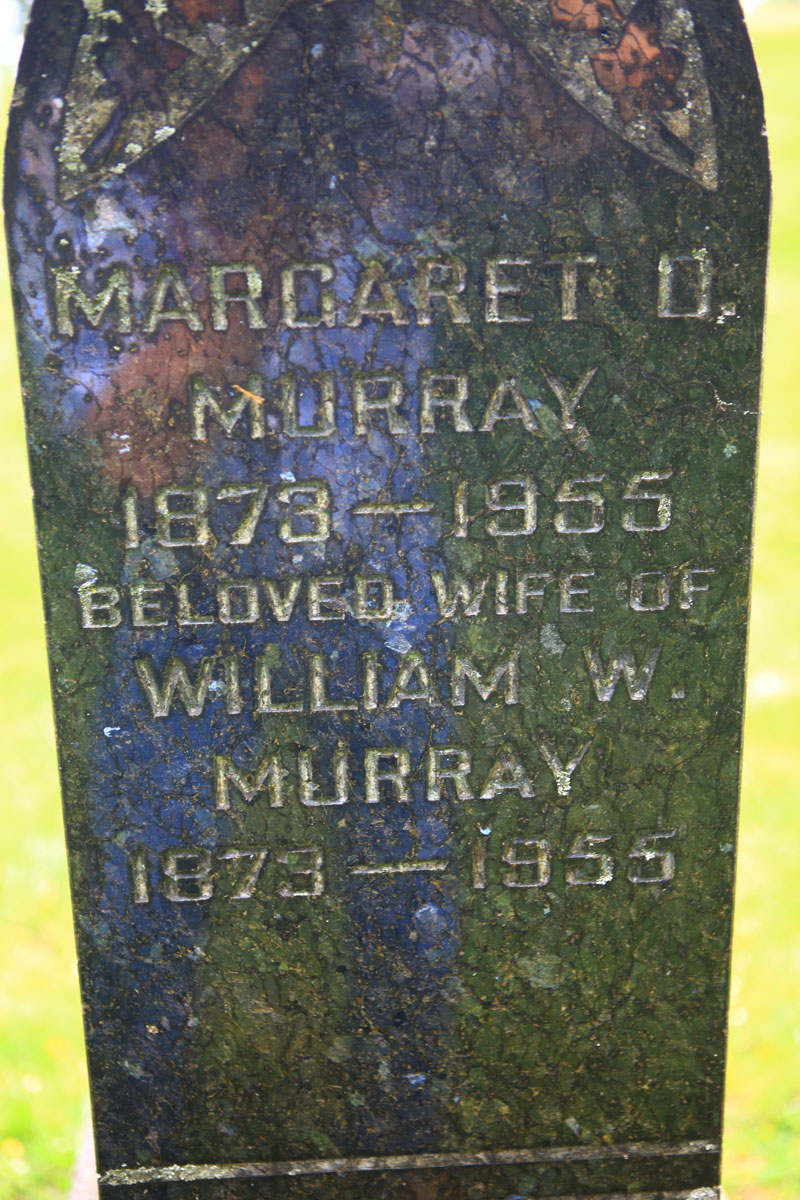 MARGARET D.
MURRAY
1873 — 1955
BELOVED WIFE OF
WILLIAM W.
MURRAY
1873 — 1955